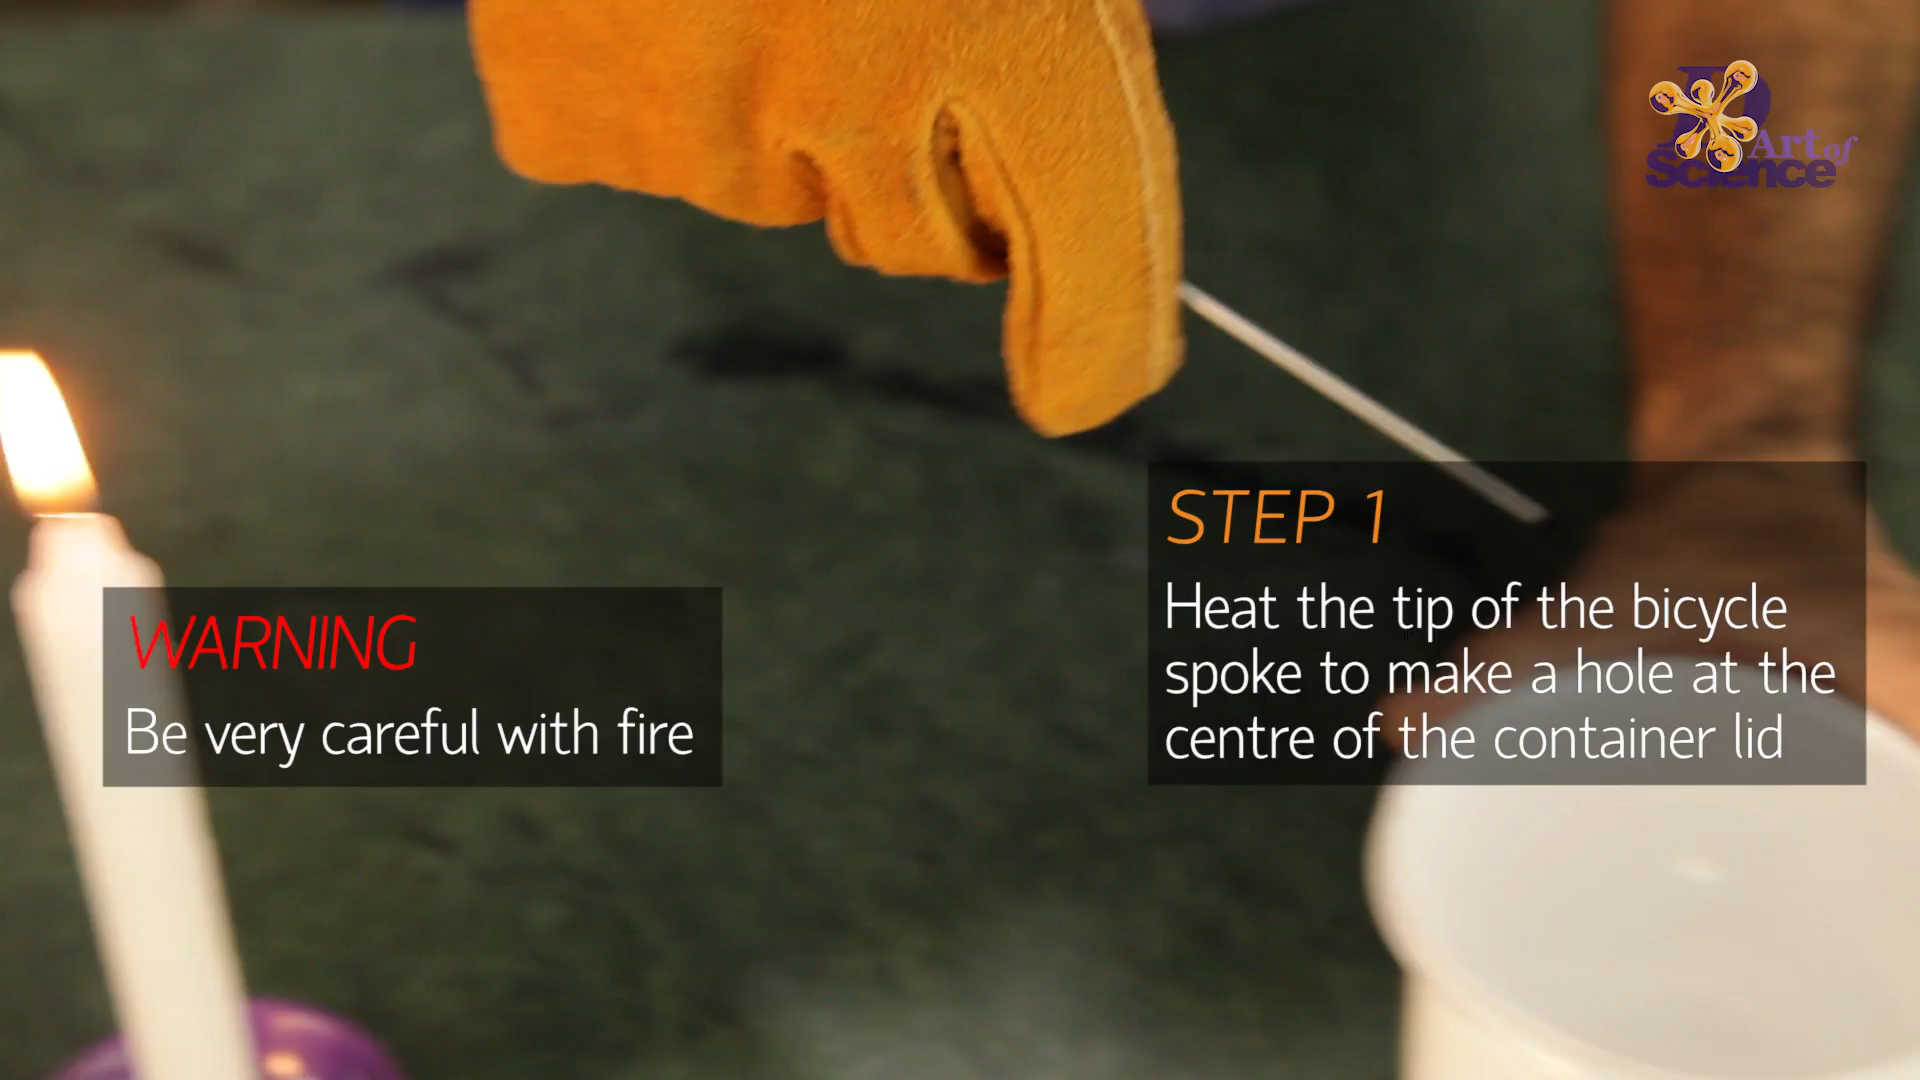 D
Art of
Science
WARNING
Be very careful with fire
STEP 1
Heat the tip of the bicycle
spoke to make a hole at the
centre of the container lid